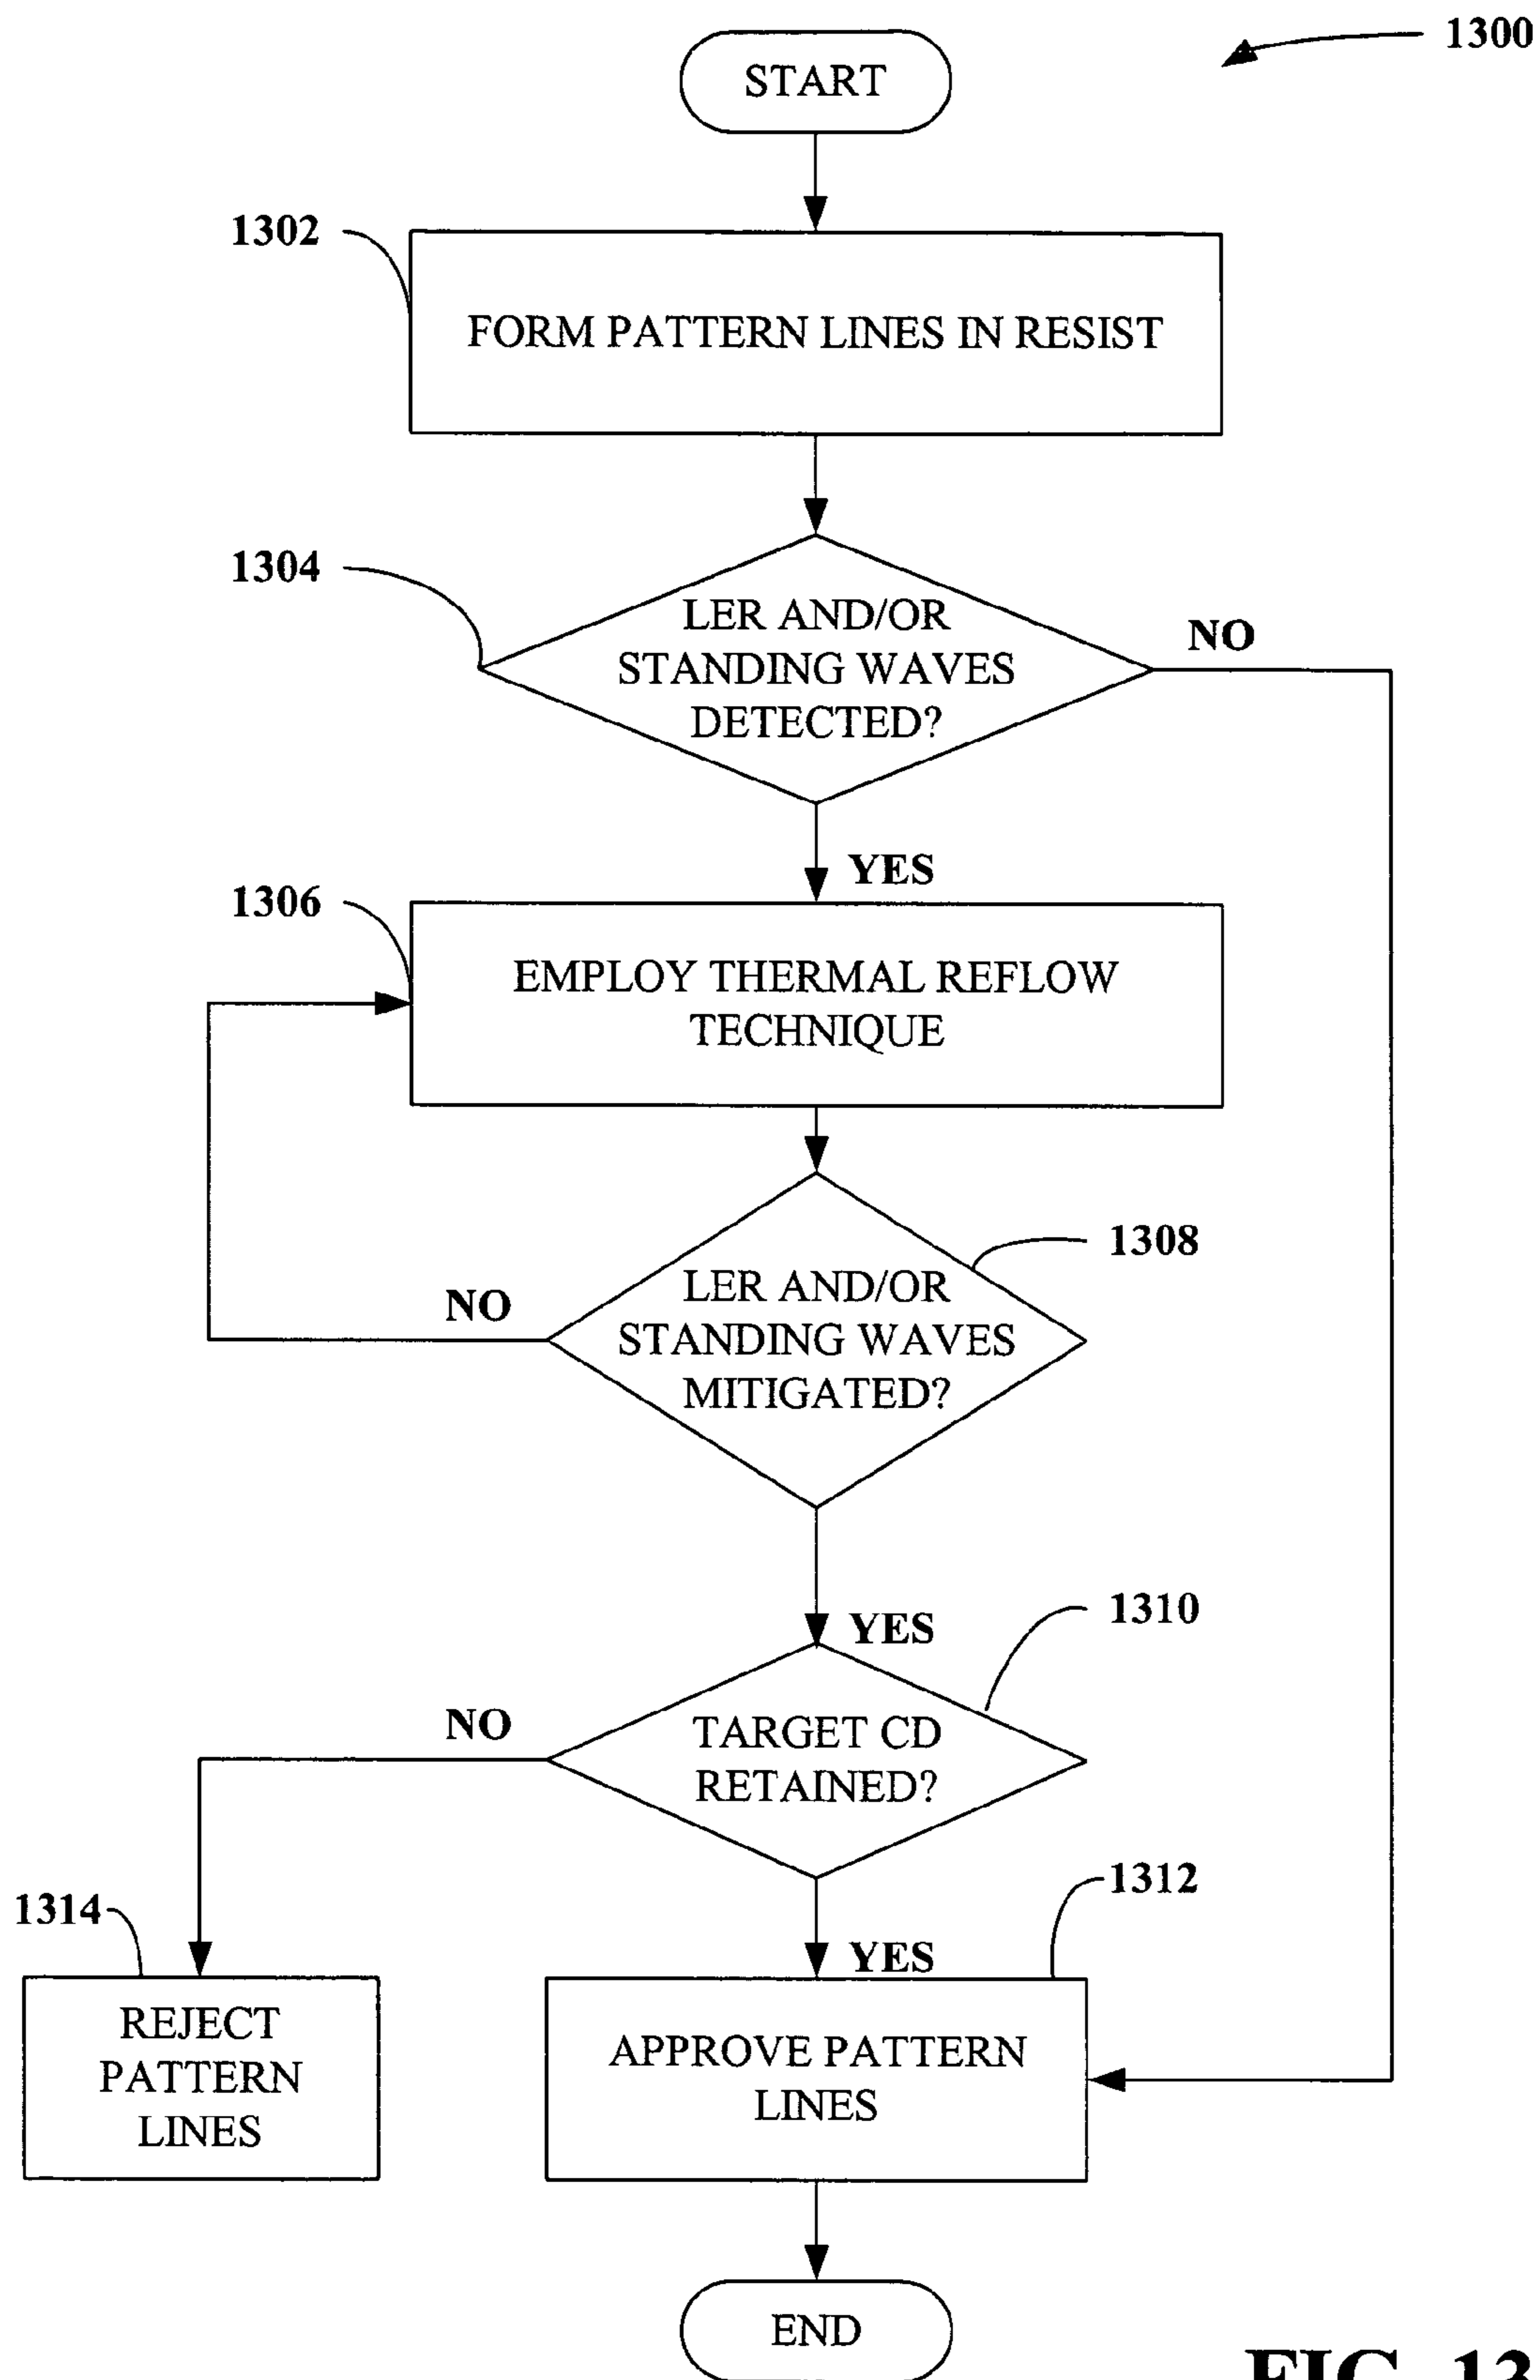 1300
START
1302
FORM PATTERN LINES IN RESIST
1304
LER AND/OR
STANDING WAVES
DETECTED?
NO
YES
1306
EMPLOY THERMAL REFLOW
TECHNIQUE
1308
LER AND/OR
STANDING WAVES
MITIGATED?
NO
YES
1310
TARGET CD
RETAINED?
NO
YES
1312
1314
REJECT
PATTERN
LINES
APPROVE PATTERN
LINES
END
FIG. 13